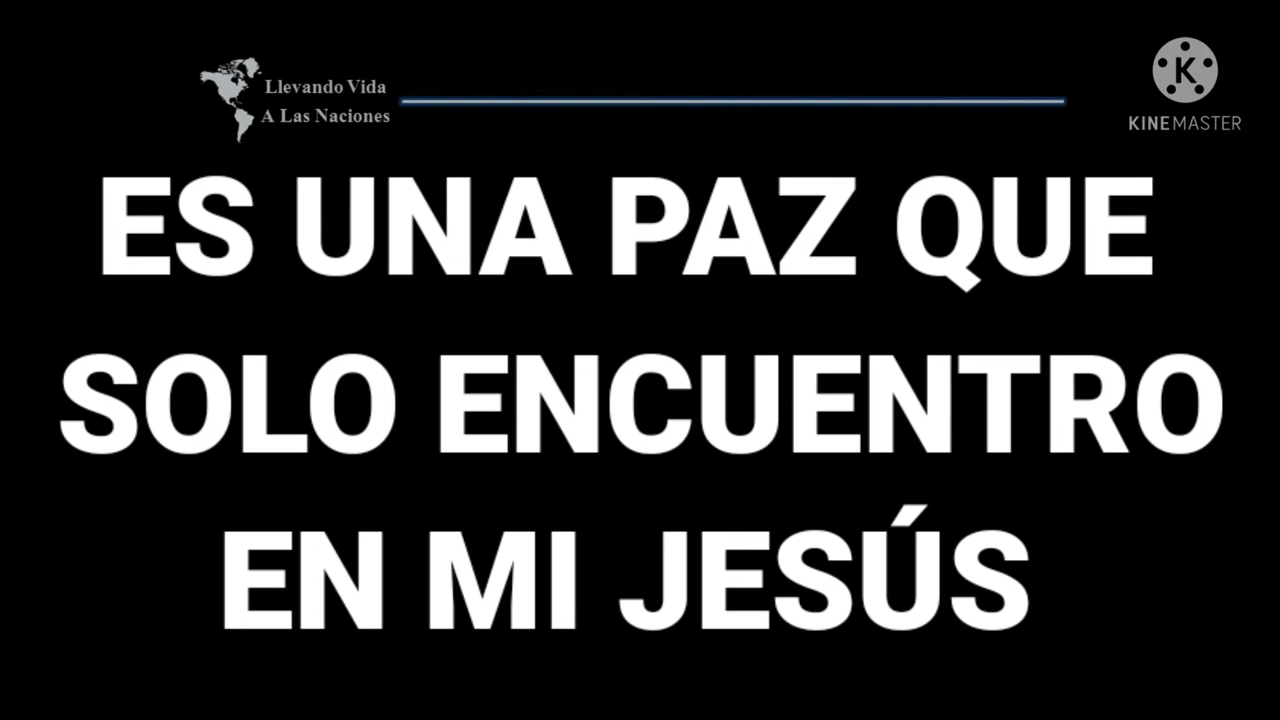 Llevando Vida
A Las Naciones
K
KINEMASTER
ES UNA PAZ QUE
SOLO ENCUENTRO
EN MI JESÚS